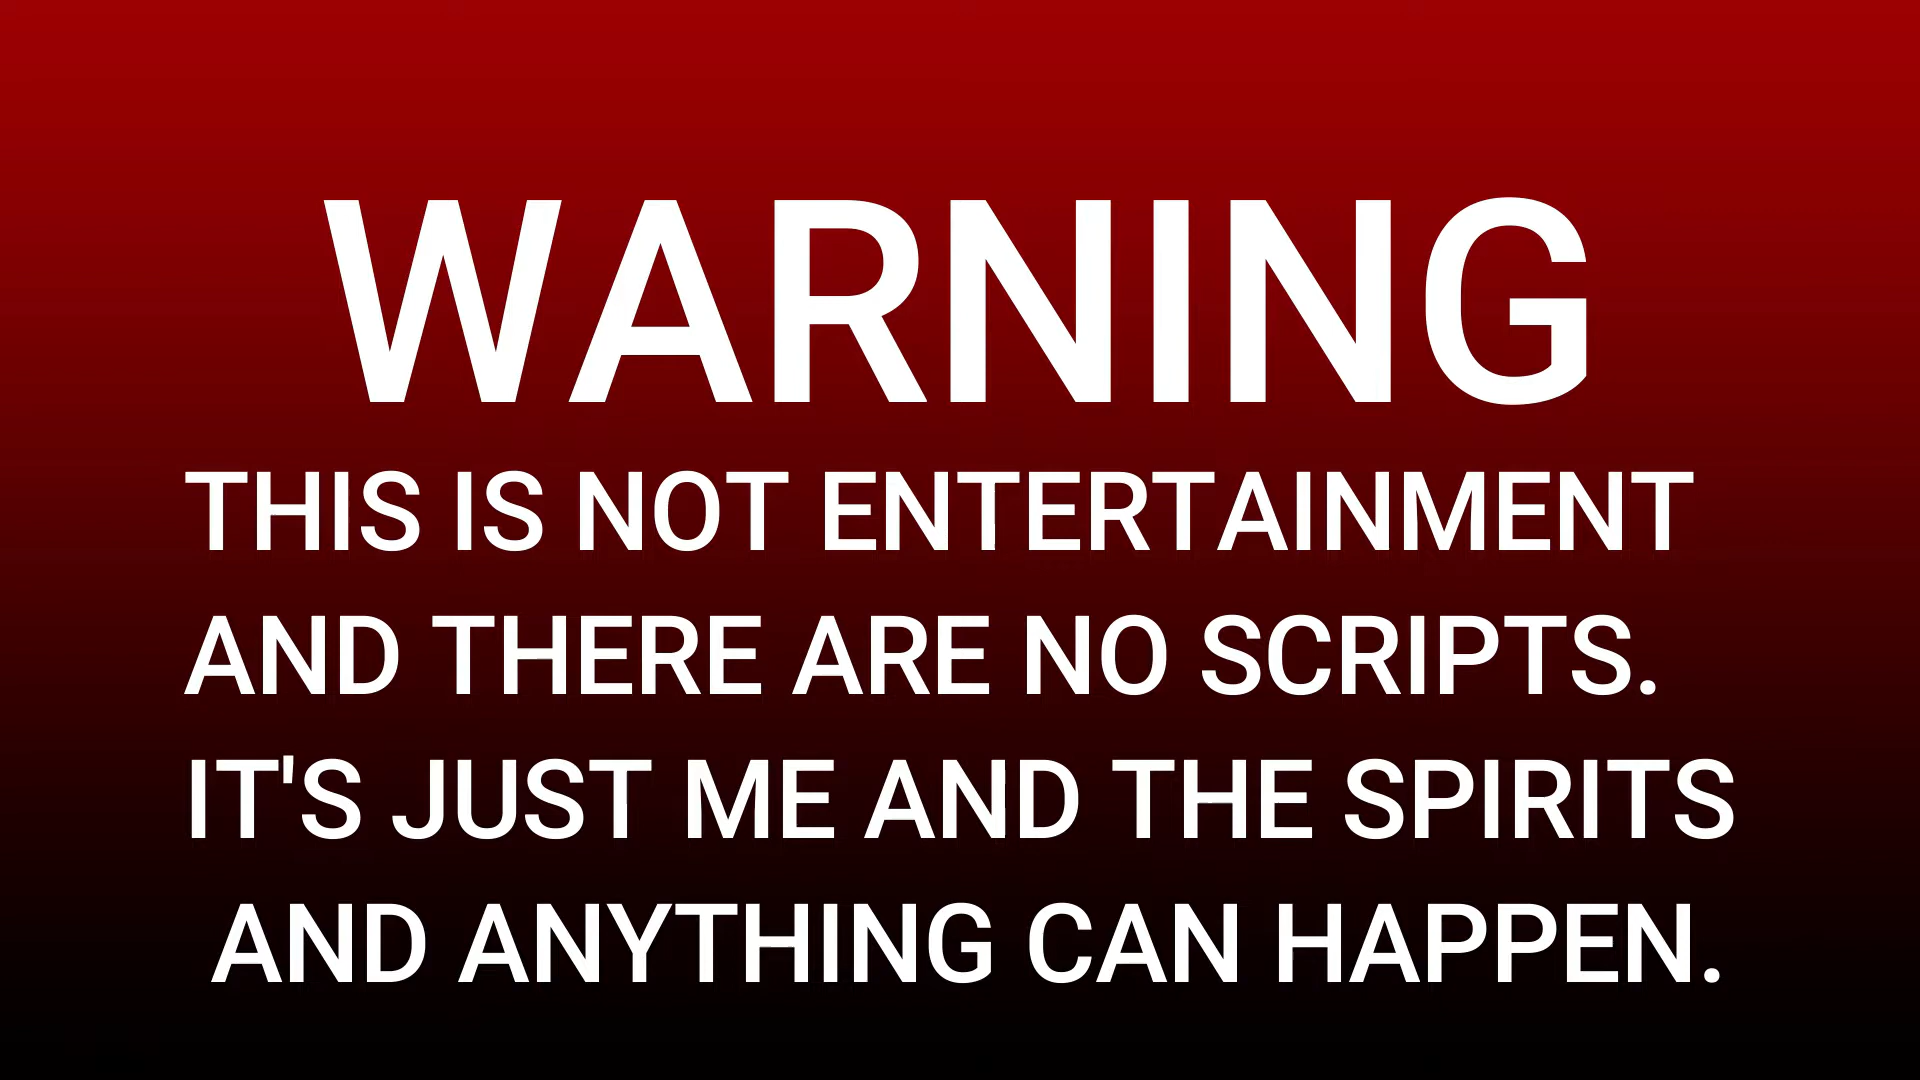 WARNING
THIS IS NOT ENTERTAINMENT
AND THERE ARE NO SCRIPTS.
IT'S JUST ME AND THE SPIRITS
AND ANYTHING CAN HAPPEN.